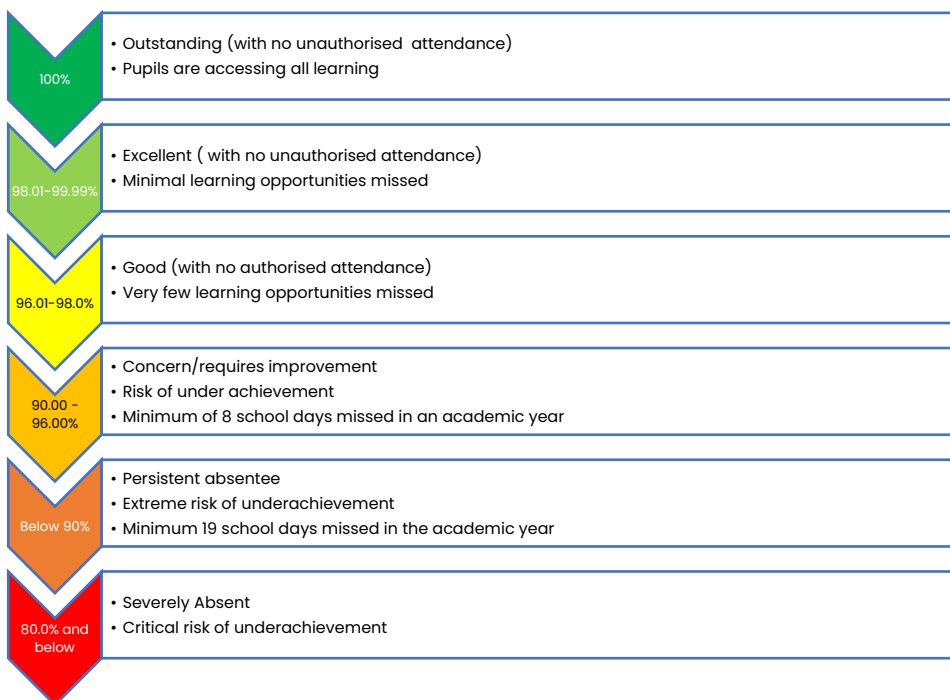 100%
• Outstanding (with no unauthorised  attendance)
• Pupils are accessing all learning
98.01-99.99%
• Excellent ( with no unauthorised attendance)
• Minimal learning opportunities missed
96.01-98.0%
• Good (with no authorised attendance)
• Very few learning opportunities missed
90.00 -
96.00%
• Concern/requires improvement
• Risk of under achievement
• Minimum of 8 school days missed in an academic year
Below 90%
• Persistent absentee
• Extreme risk of underachievement
• Minimum 19 school days missed in the academic year
80.0% and
below
• Severely Absent
• Critical risk of underachievement